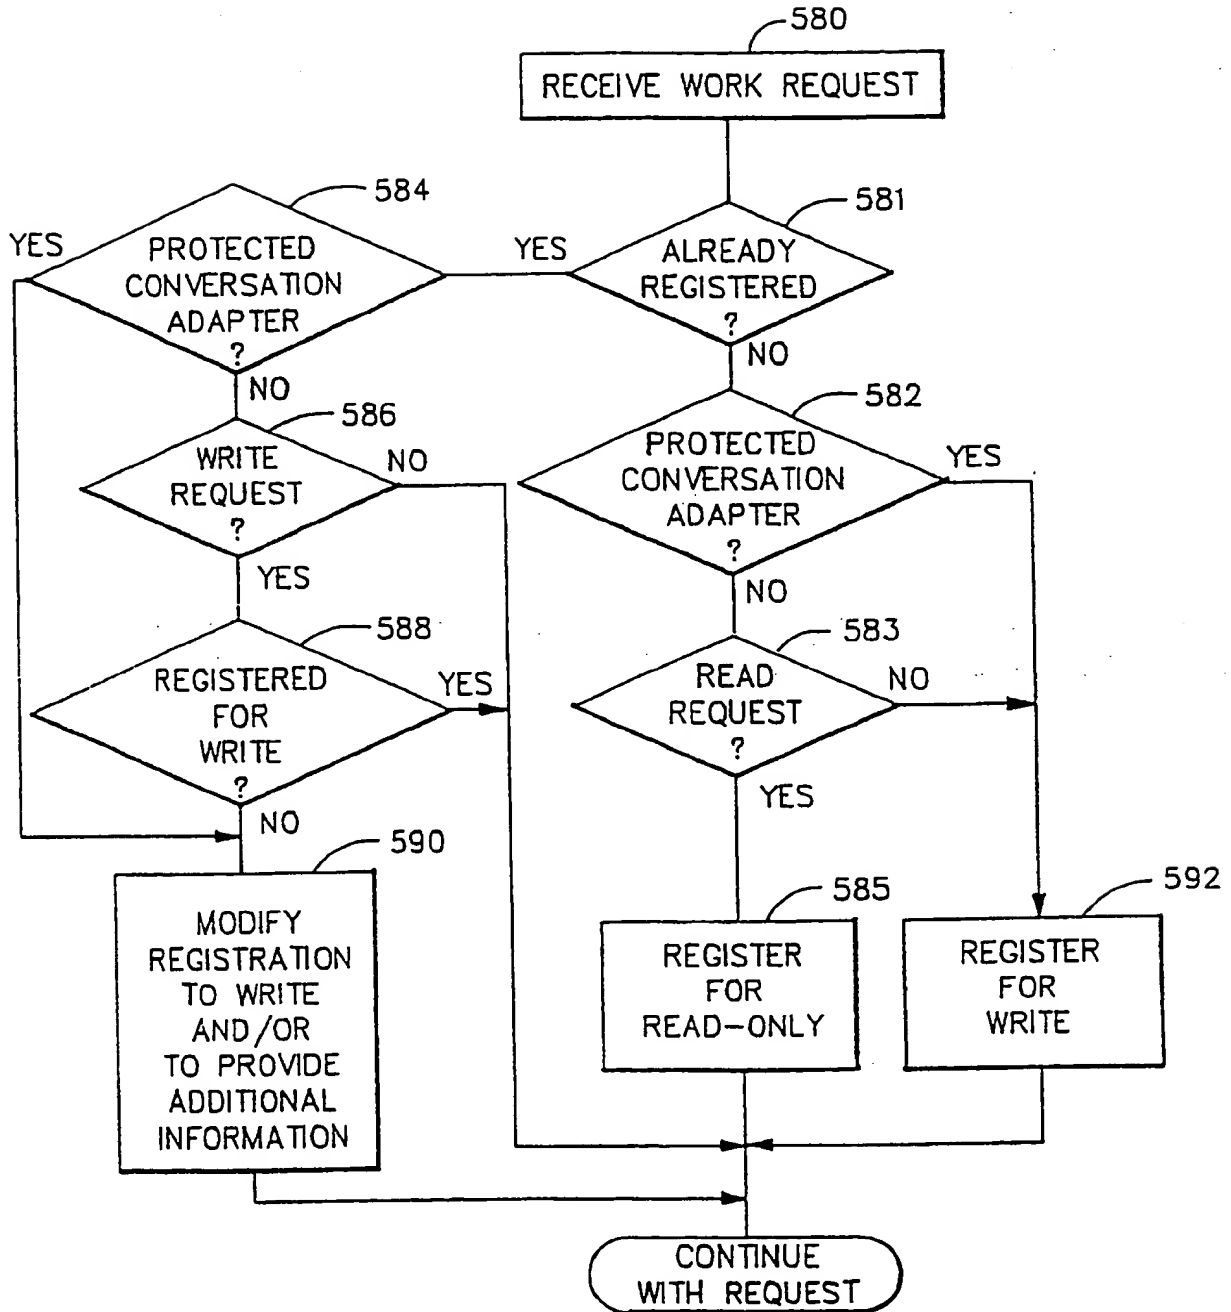 580
RECEIVE WORK REQUEST
584
581
YES
PROTECTED
CONVERSATION
ADAPTER
?
YES
ALREADY
REGISTERED
?
NO
NO
586
582
WRITE
REQUEST
?
NO
PROTECTED
CONVERSATION
ADAPTER
?
YES
YES
NO
588
583
REGISTERED
FOR
WRITE
?
YES
READ
REQUEST
?
NO
NO
YES
590
585
592
MODIFY
REGISTRATION
TO WRITE
AND/OR
TO PROVIDE
ADDITIONAL
INFORMATION
REGISTER
FOR
READ-ONLY
REGISTER
FOR
WRITE
CONTINUE
WITH REQUEST